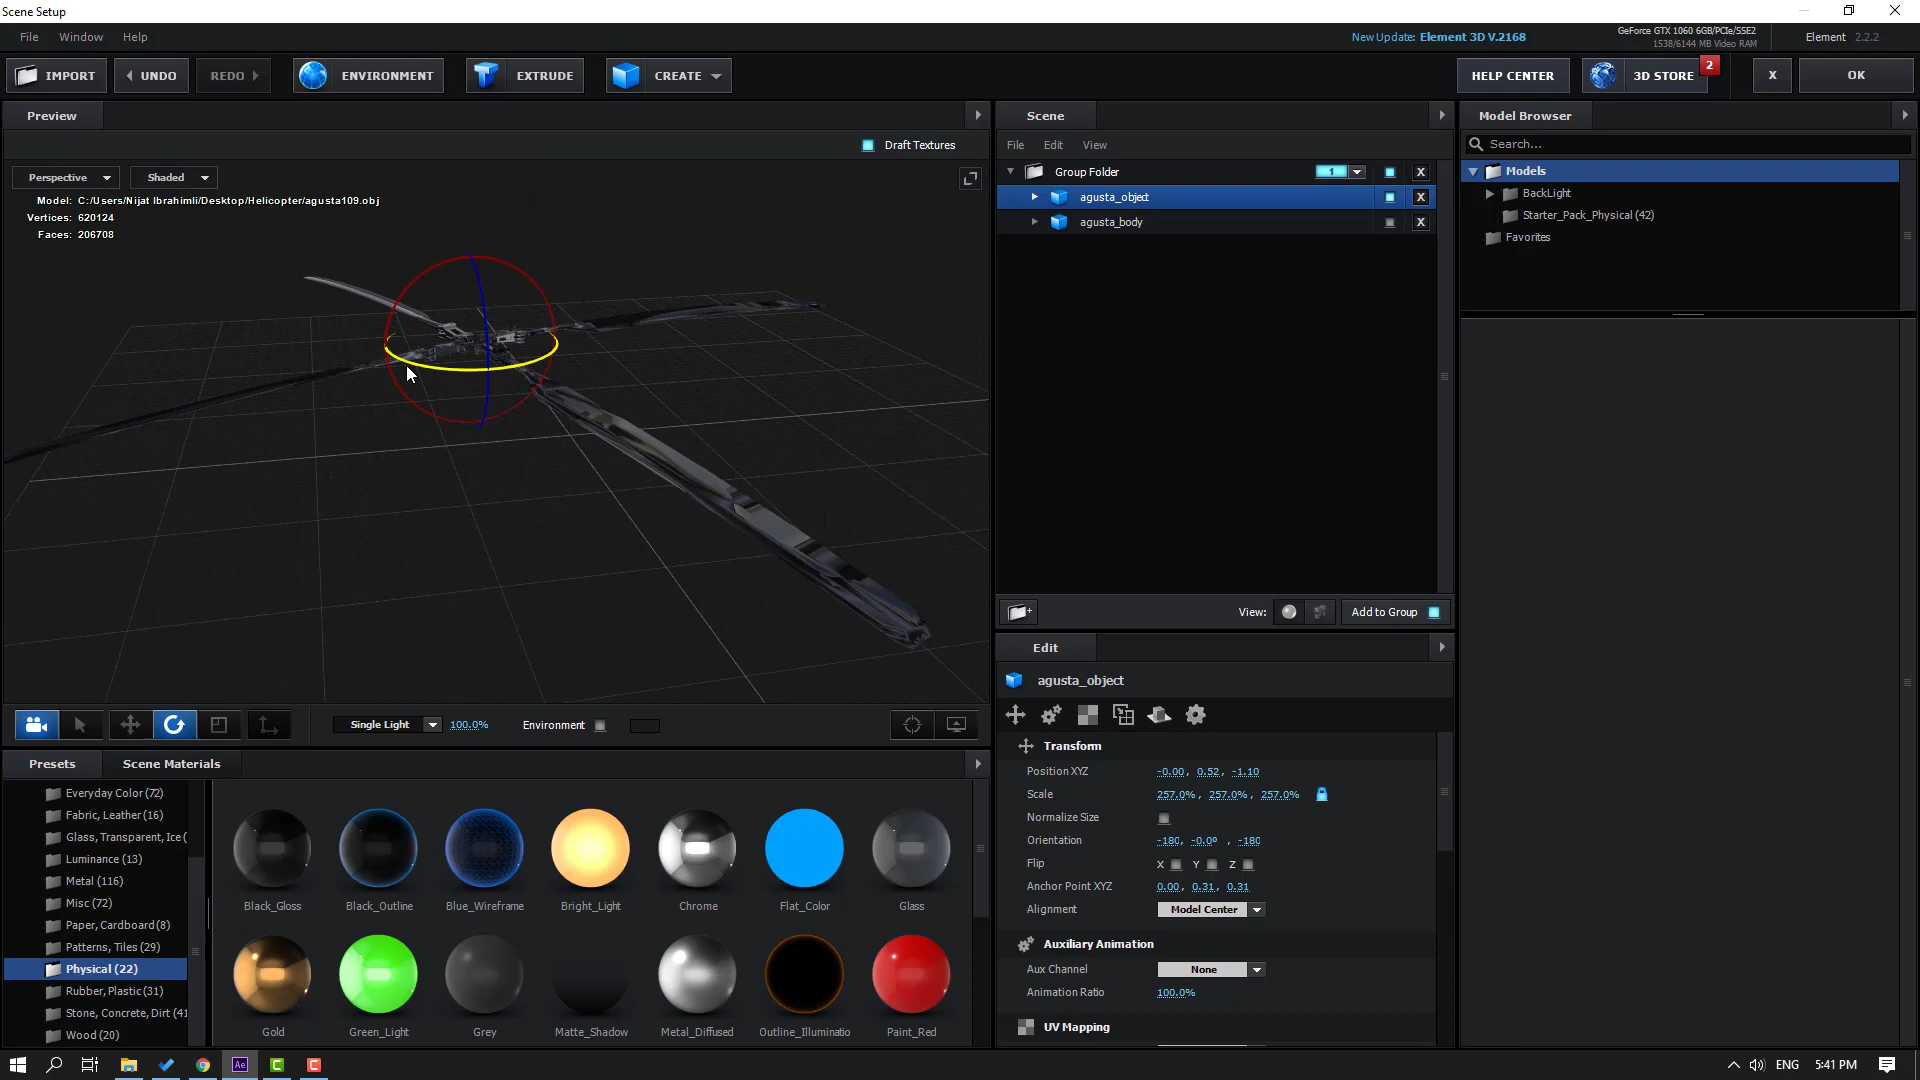 Scene Setup
File Window Help
New Update: Element 3D V.2168
GeForce GTX 1060 6GB/PCIe/SSE2
1538/6144 MB Video RAM
Element 2.2.2
IMPORT
UNDO
REDO
ENVIRONMENT
EXTRUDE
CREATE
HELP CENTER
3D STORE
2
X
OK
Preview
Draft Textures
Perspective
Shaded
Model: C:/Users/Nijat Ibrahimli/Desktop/Helicopter/agusta109.obj
Vertices: 620124
Faces: 206708
Single Light
100.0%
Environment
Scene
File Edit View
Group Folder
1
X
agusta_object
X
agusta_body
X
View:
Add to Group
Model Browser
Search...
Models
BackLight
Starter_Pack_Physical (42)
Favorites
Edit
agusta_object
Transform
Position XYZ -0.00, 0.52, -1.10
Scale 257.0%, 257.0%, 257.0%
Normalize Size
Orientation -180, -0.0º, -180
Flip X Y Z
Anchor Point XYZ 0.00, 0.31, 0.31
Alignment Model Center
Auxiliary Animation
Aux Channel None
Animation Ratio 100.0%
UV Mapping
Presets
Scene Materials
Everyday Color (72)
Fabric, Leather (16)
Glass, Transparent, Ice (
Luminance (13)
Metal (116)
Misc (72)
Paper, Cardboard (8)
Patterns, Tiles (29)
Physical (22)
Rubber, Plastic (31)
Stone, Concrete, Dirt (41
Wood (20)
Black_Gloss
Black_Outline
Blue_Wireframe
Bright_Light
Chrome
Flat_Color
Glass
Gold
Green_Light
Grey
Matte_Shadow
Metal_Diffused
Outline_Illuminatio
Paint_Red
Ae
C
C
ENG
5:41 PM